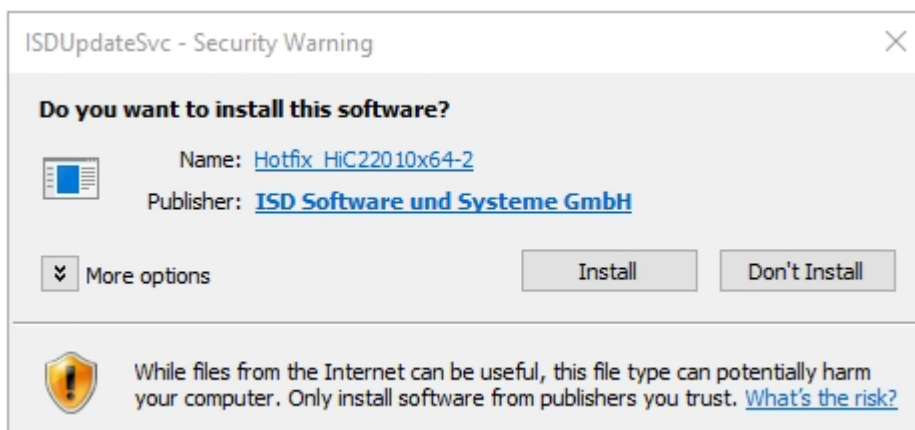 ISDUpdateSvc - Security Warning
Do you want to install this software?
Name: Hotfix HiC22010x64-2
Publisher: ISD Software und Systeme GmbH
More options
Install
Don't Install
While files from the Internet can be useful, this file type can potentially harm
your computer. Only install software from publishers you trust. What's the risk?